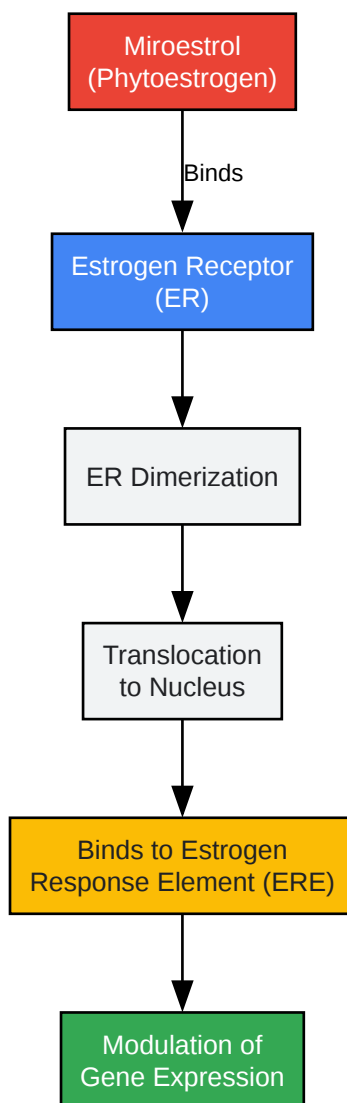 Miroestrol
(Phytoestrogen)
Binds
Estrogen Receptor
(ER)
ER Dimerization
Translocation
to Nucleus
Binds to Estrogen
Response Element (ERE)
Modulation of
Gene Expression